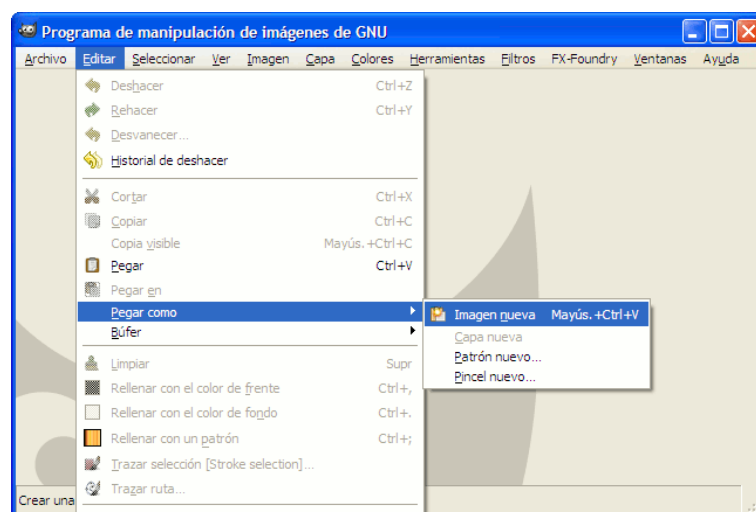 Programa de manipulación de imágenes de GNU
Archivo Editar Seleccionar Ver Imagen Capa Colores Herramientas Filtros FX-Foundry Ventanas Ayuda
Deshacer Ctrl+Z
Rehacer Ctrl+Y
Desvanecer...
Historial de deshacer
Cortar Ctrl+X
Copiar Ctrl+C
Copia visible Mayús.+Ctrl+C
Pegar Ctrl+V
Pegar en
Pegar como
Imagen nueva Mayús.+Ctrl+V
Búfer
Capa nueva
Patrón nuevo...
Pincel nuevo...
Limpiar Supr
Rellenar con el color de frente Ctrl+,
Rellenar con el color de fondo Ctrl+.
Rellenar con un patrón Ctrl+;
Trazar selección [Stroke selection]...
Trazar ruta...
Crear una